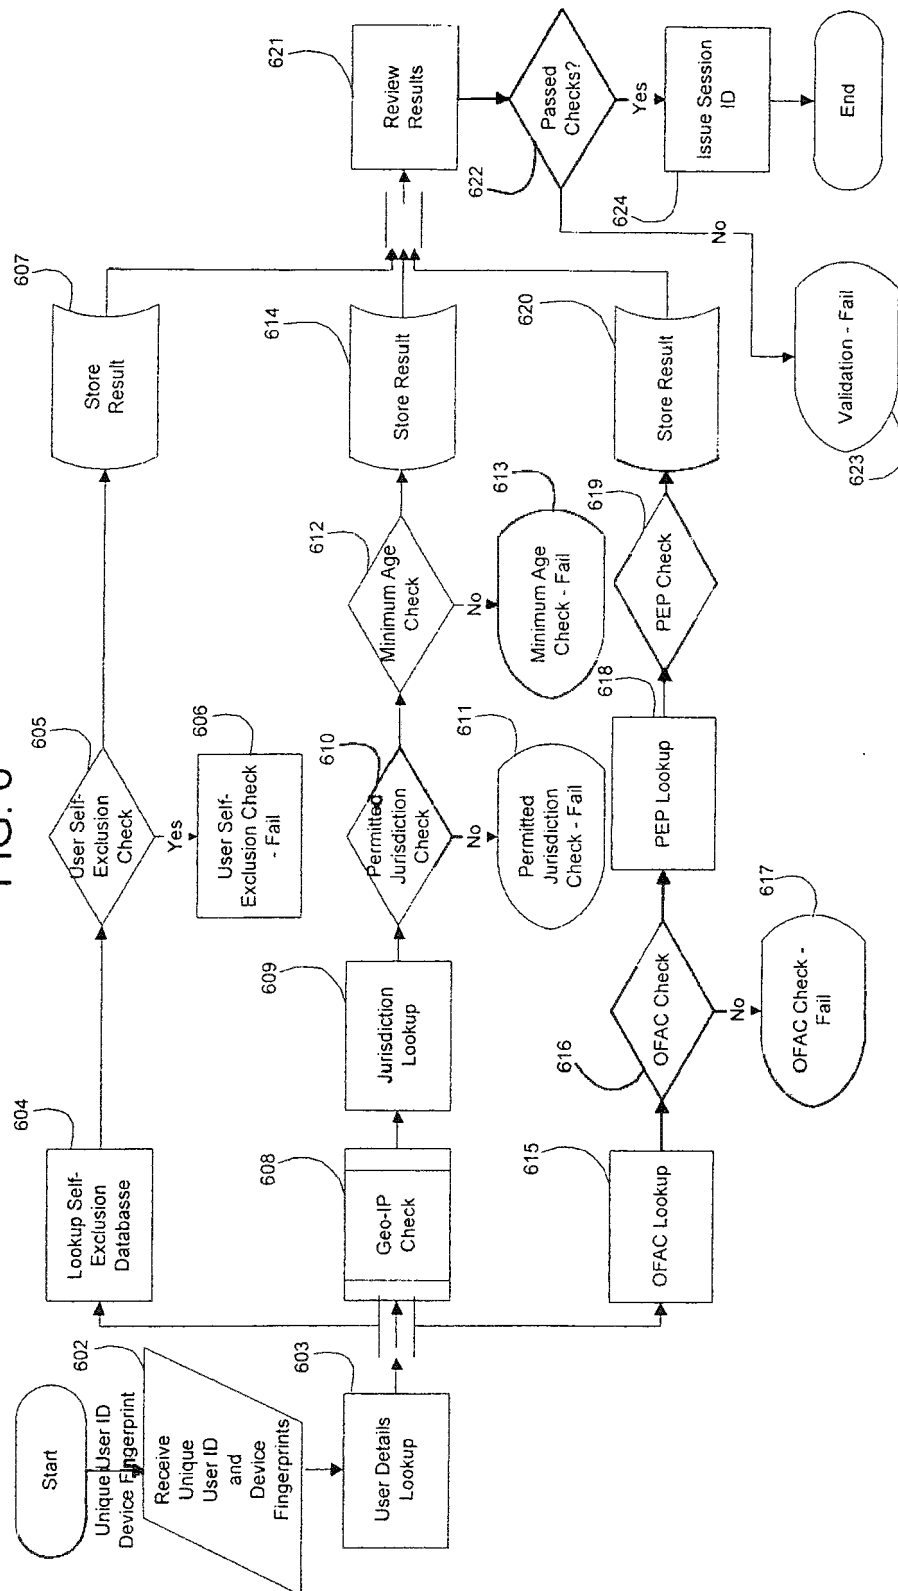 FIG. 6
Start
Unique User ID
Device Fingerprint
602
Receive
Unique
User ID
and
Device
Fingerprints
603
User Details
Lookup
604
Lookup Self-
Exclusion
Databasse
605
User Self-
Exclusion
Check
Yes
606
User Self-
Exclusion Check
- Fail
607
Store
Result
608
Geo-IP
Check
609
Jurisdiction
Lookup
610
Permitted
Jurisdiction
Check
No
611
Permitted
Jurisdiction
Check - Fail
612
Minimum Age
Check
No
613
Minimum Age
Check - Fail
614
Store Result
615
OFAC Lookup
616
OFAC Check
No
617
OFAC Check -
Fail
618
PEP Lookup
619
PEP Check
620
Store Result
621
Review
Results
622
Passed
Checks?
Yes
No
623
Validation - Fail
624
Issue Session
ID
End